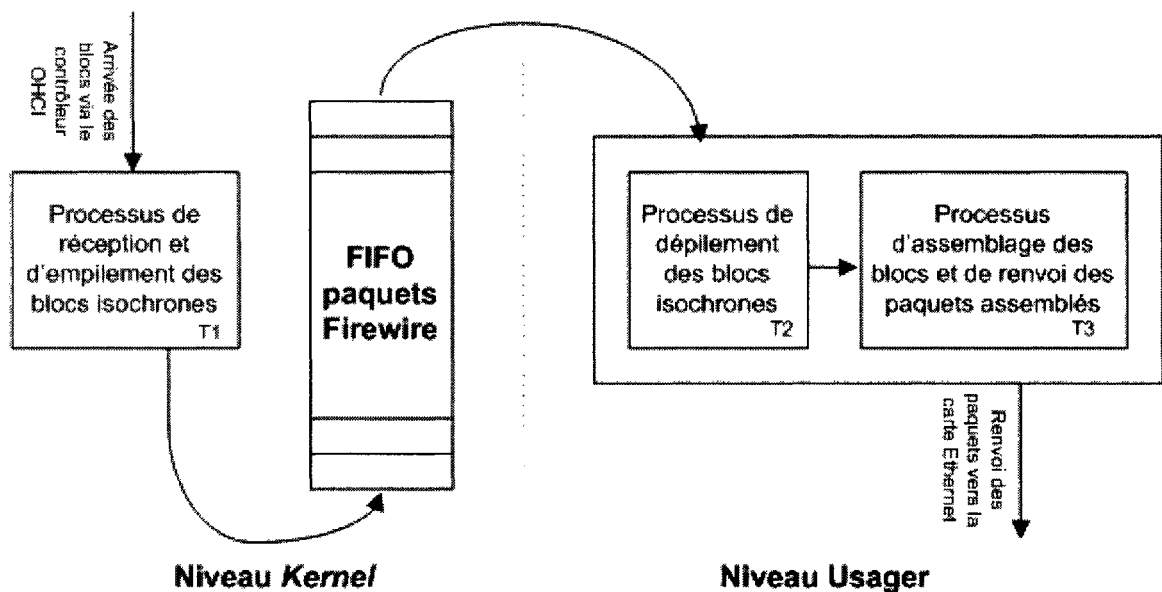 Arrivée des
blocs via le
contrôleur
OHCI
Processus de
réception et
d'empilement des
blocs isochrones
T1
FIFO
paquets
Firewire
Processus de
dépilement
des blocs
isochrones
T2
Processus
d'assemblage des
blocs et de renvoi des
paquets assemblés
T3
Renvoi des
paquets vers la
carte Ethernet
Niveau Kernel
Niveau Usager